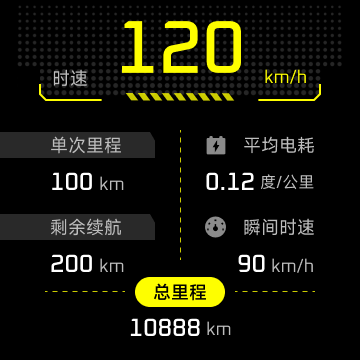 120
时速 km/h
单次里程 平均电耗
100 km 0.12 度/公里
剩余续航 瞬间时速
200 km 90 km/h
总里程
10888 km